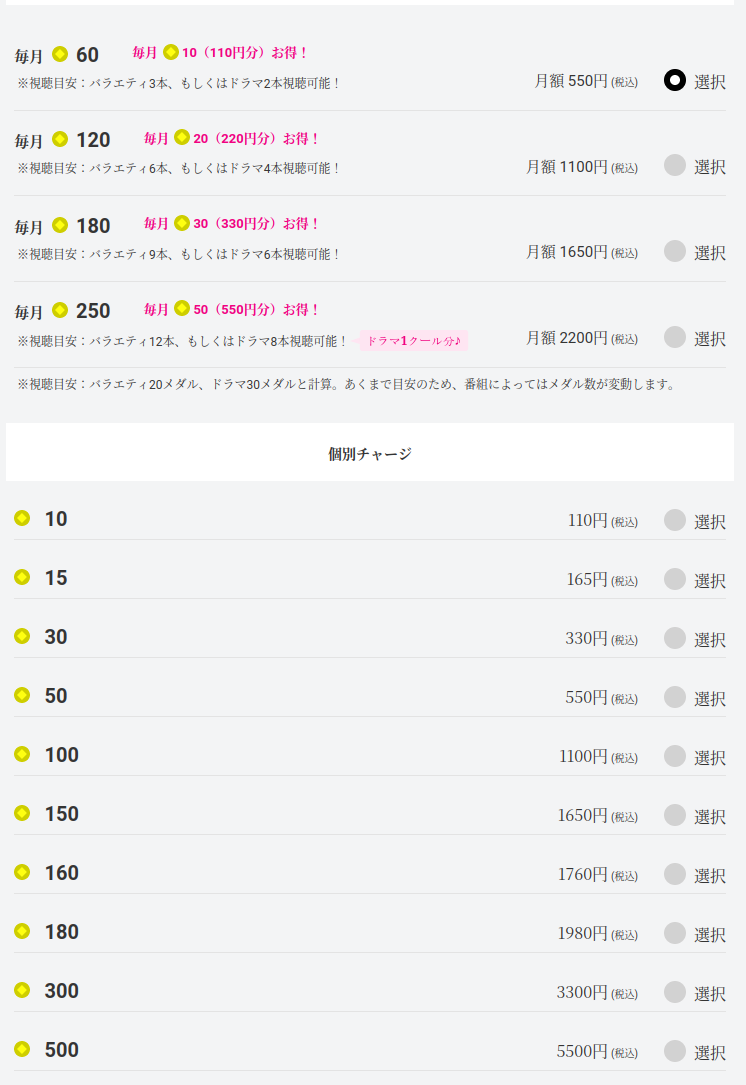 毎月 60 毎月 10（110円分）お得！
※視聴目安：バラエティ3本、もしくはドラマ2本視聴可能！ 月額 550円 (税込) 選択
毎月 120 毎月 20（220円分）お得！
※視聴目安：バラエティ6本、もしくはドラマ4本視聴可能！ 月額 1100円 (税込) 選択
毎月 180 毎月 30（330円分）お得！
※視聴目安：バラエティ9本、もしくはドラマ6本視聴可能！ 月額 1650円 (税込) 選択
毎月 250 毎月 50（550円分）お得！
※視聴目安：バラエティ12本、もしくはドラマ8本視聴可能！ ドラマ1クール分♪ 月額 2200円 (税込) 選択
※視聴目安：バラエティ20メダル、ドラマ30メダルと計算。あくまで目安のため、番組によってはメダル数が変動します。
個別チャージ
10 110円 (税込) 選択
15 165円 (税込) 選択
30 330円 (税込) 選択
50 550円 (税込) 選択
100 1100円 (税込) 選択
150 1650円 (税込) 選択
160 1760円 (税込) 選択
180 1980円 (税込) 選択
300 3300円 (税込) 選択
500 5500円 (税込) 選択